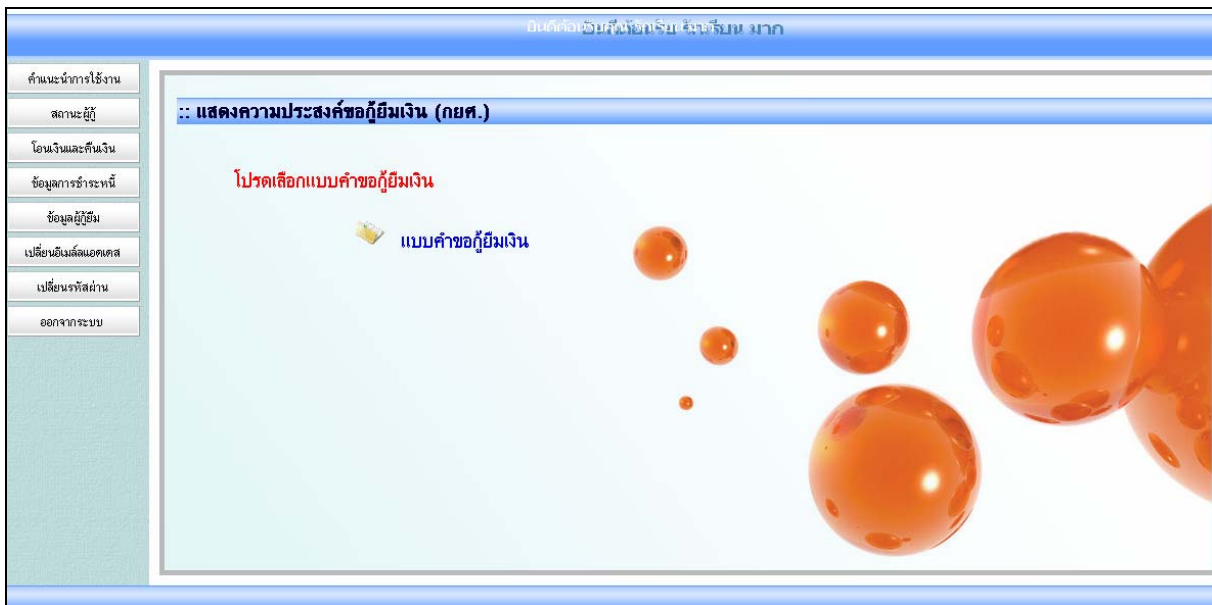 คำแนะนำการใช้งาน
สถานะผู้กู้
โอนเงินและคืนเงิน
ข้อมูลการชำระหนี้
ข้อมูลผู้กู้ยืม
เปลี่ยนอีเมล์แอดเดส
เปลี่ยนรหัสผ่าน
ออกจากระบบ
:: แสดงความประสงค์ขอกู้ยืมเงิน (กยศ.)
โปรดเลือกแบบคำขอกู้ยืมเงิน
แบบคำขอกู้ยืมเงิน